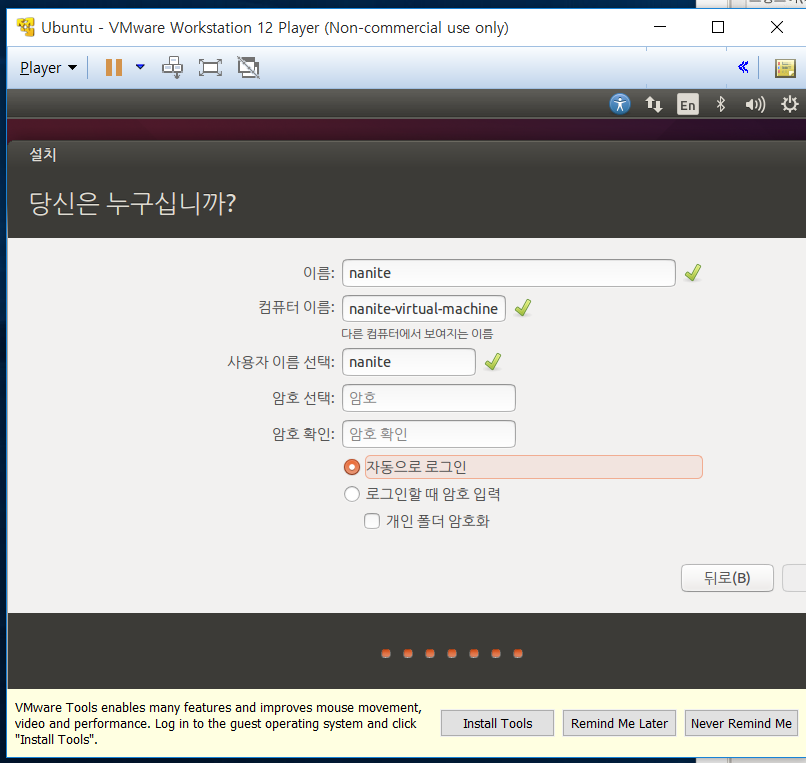 Ubuntu - VMware Workstation 12 Player (Non-commercial use only)
Player
En
설치
당신은 누구십니까?
이름: nanite
컴퓨터 이름: nanite-virtual-machine
다른 컴퓨터에서 보여지는 이름
사용자 이름 선택: nanite
암호 선택: 암호
암호 확인: 암호 확인
자동으로 로그인
로그인할 때 암호 입력
개인 폴더 암호화
뒤로(B)
VMware Tools enables many features and improves mouse movement,
video and performance. Log in to the guest operating system and click
"Install Tools".
Install Tools
Remind Me Later
Never Remind Me